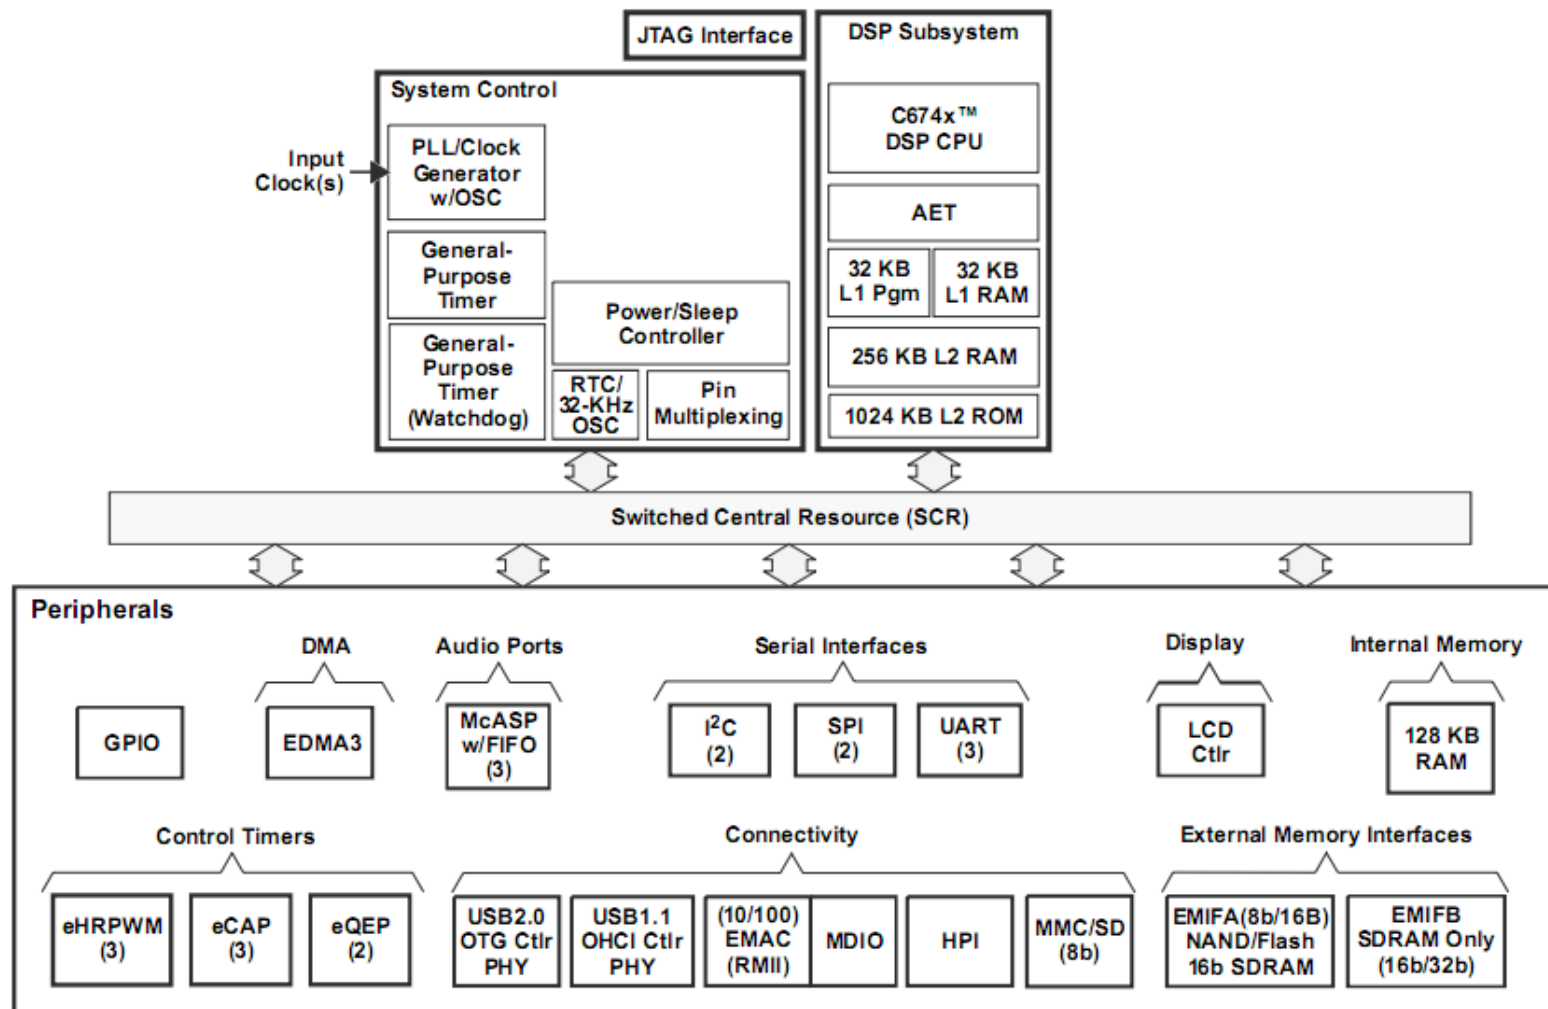 JTAG Interface
DSP Subsystem
System Control
C674x™
DSP CPU
Input
Clock(s)
PLL/Clock
Generator
w/OSC
AET
General-
Purpose
Timer
32 KB
L1 Pgm
32 KB
L1 RAM
Power/Sleep
Controller
General-
Purpose
Timer
(Watchdog)
256 KB L2 RAM
RTC/
32-KHz
OSC
Pin
Multiplexing
1024 KB L2 ROM
Switched Central Resource (SCR)
Peripherals
DMA
Audio Ports
Serial Interfaces
Display
Internal Memory
GPIO
EDMA3
McASP
w/FIFO
(3)
I²C
(2)
SPI
(2)
UART
(3)
LCD
Ctlr
128 KB
RAM
Control Timers
Connectivity
External Memory Interfaces
eHRPWM
(3)
eCAP
(3)
eQEP
(2)
USB2.0
OTG Ctlr
PHY
USB1.1
OHCI Ctlr
PHY
(10/100)
EMAC
(RMII)
MDIO
HPI
MMC/SD
(8b)
EMIFA(8b/16B)
NAND/Flash
16b SDRAM
EMIFB
SDRAM Only
(16b/32b)